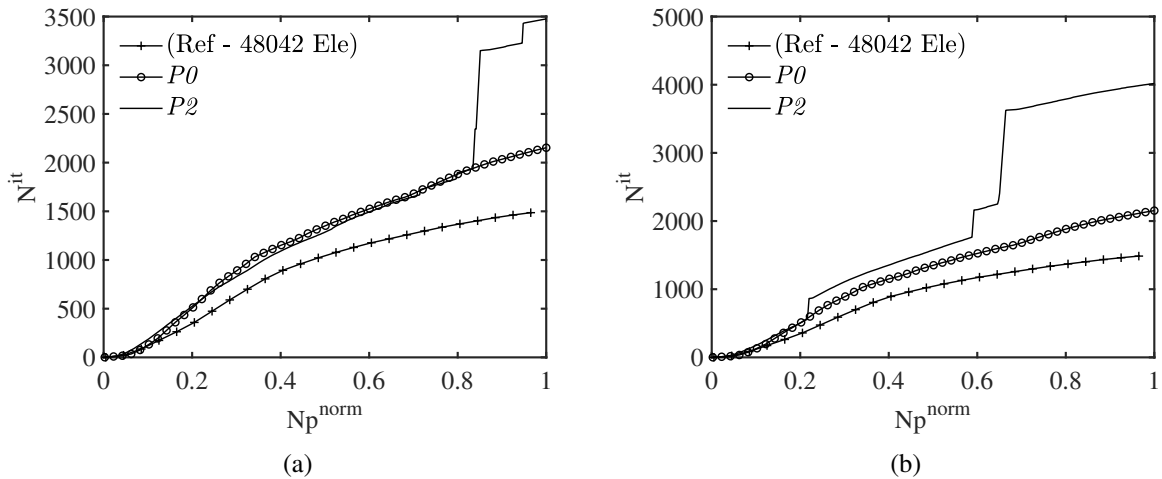 3500
3000
2500
2000
1500
1000
500
0
N^it
(Ref - 48042 Ele)
P0
P2
0 0.2 0.4 0.6 0.8 1
Np^norm
(a)
5000
4000
3000
2000
1000
0
N^it
(Ref - 48042 Ele)
P0
P2
0 0.2 0.4 0.6 0.8 1
Np^norm
(b)